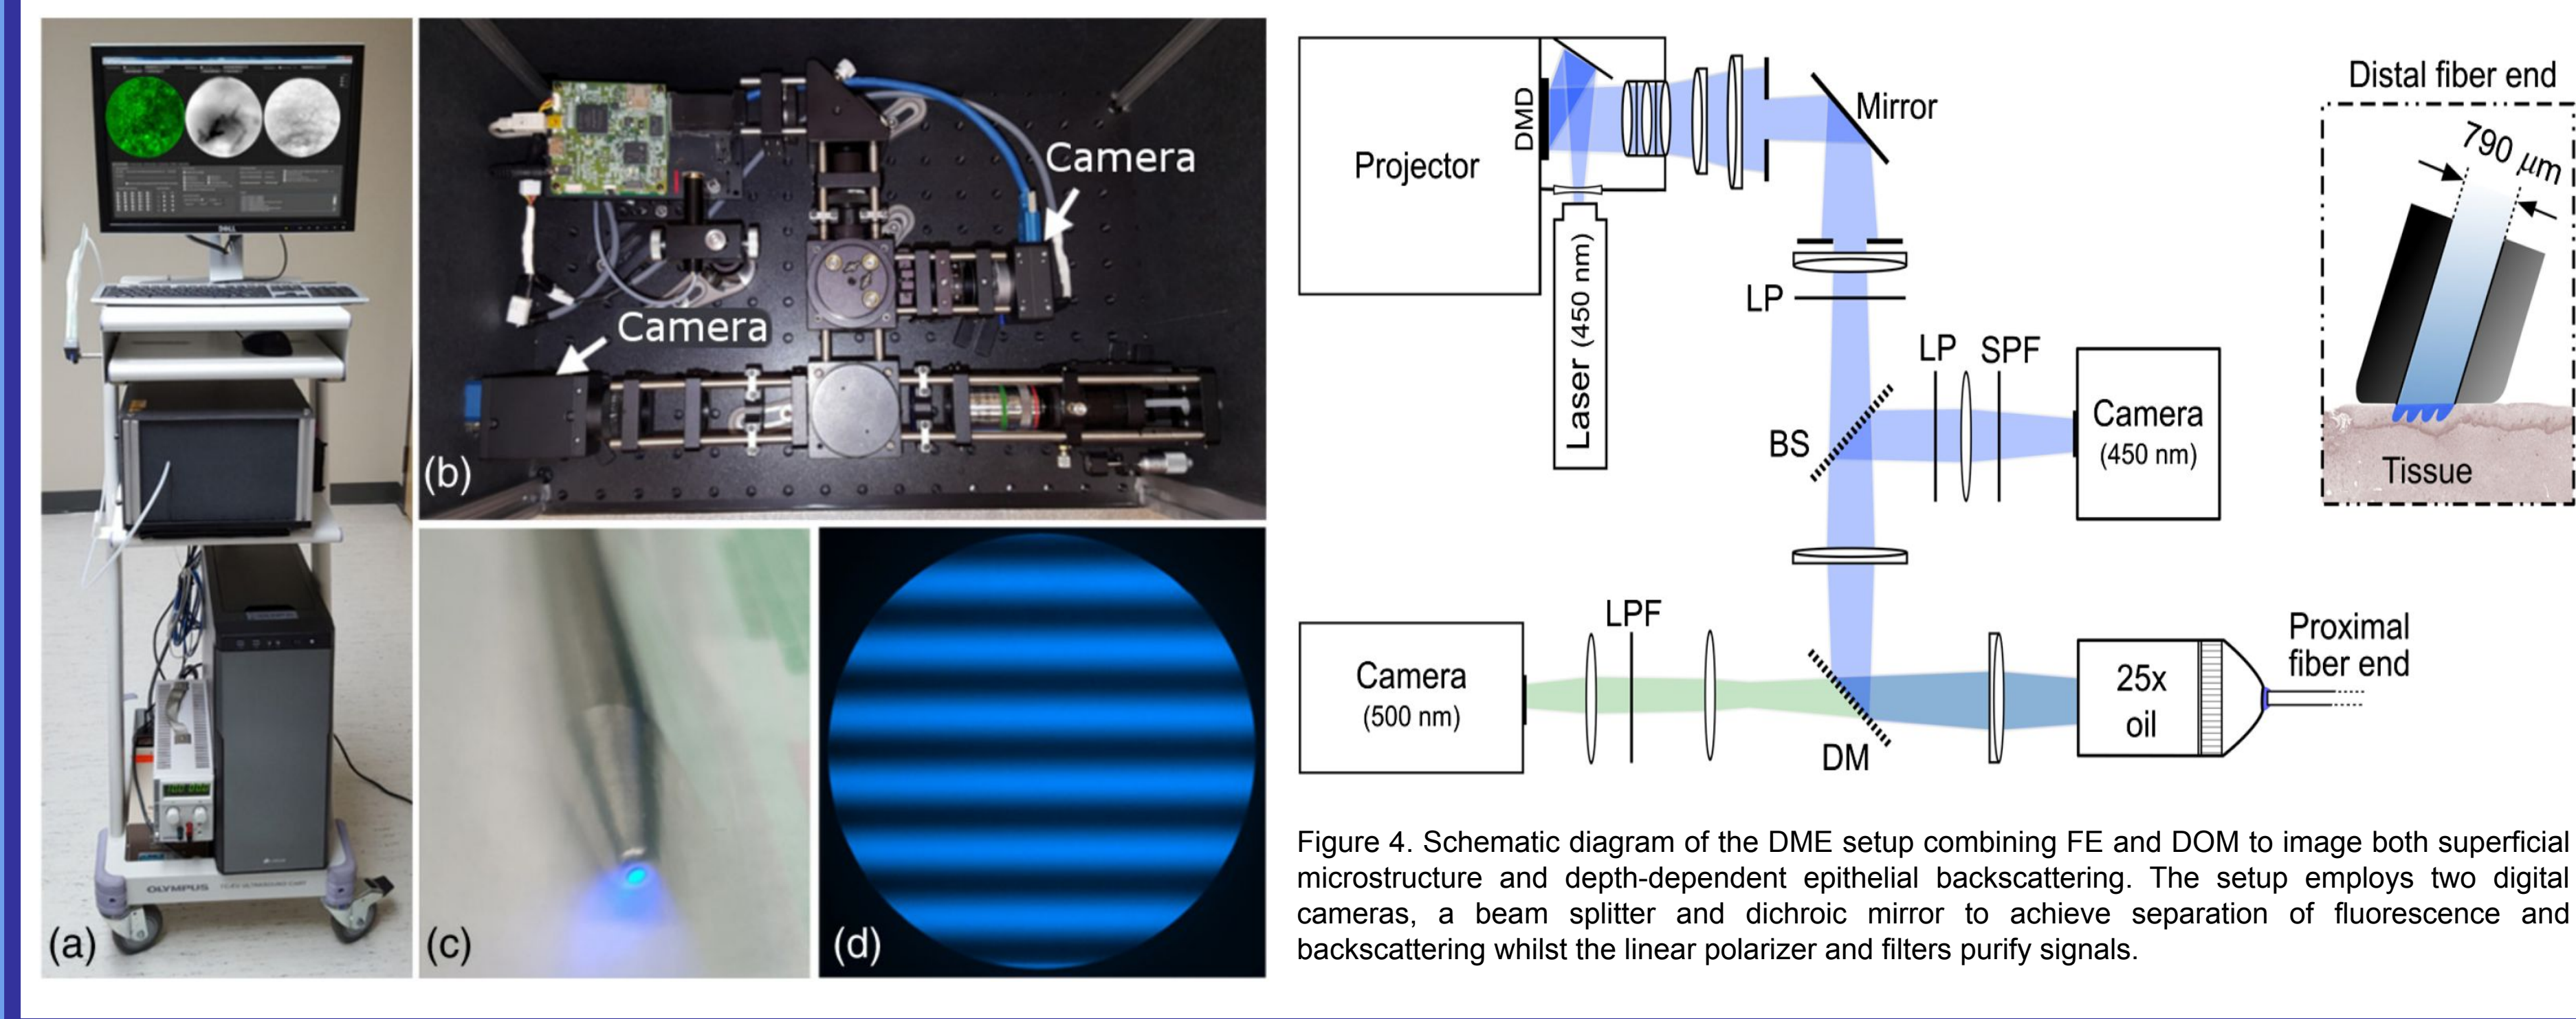 DELL
OLYMPUS
(a)
Camera
Camera
(b)
(c)
(d)
Projector
DMD
Laser (450 nm)
Mirror
LP
LP
SPF
BS
Camera
(450 nm)
Distal fiber end
790 μm
Tissue
LPF
Camera
(500 nm)
DM
25x
oil
Proximal
fiber end
Figure 4. Schematic diagram of the DME setup combining FE and DOM to image both superficial
microstructure and depth-dependent epithelial backscattering. The setup employs two digital
cameras, a beam splitter and dichroic mirror to achieve separation of fluorescence and
backscattering whilst the linear polarizer and filters purify signals.